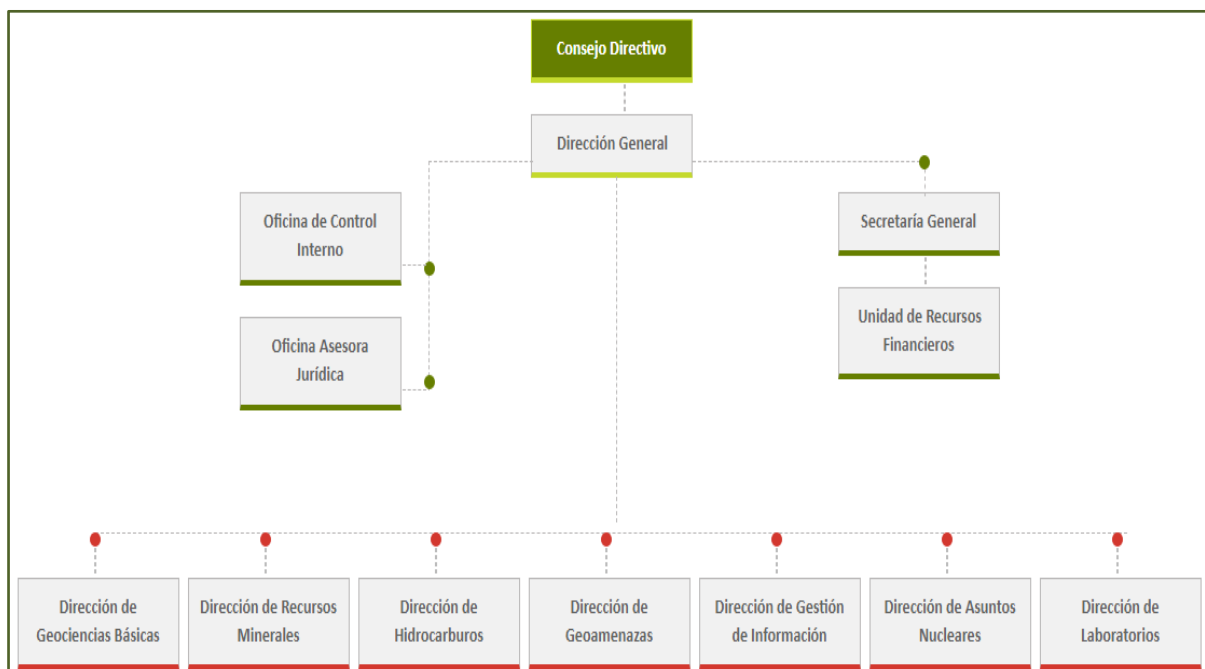 Consejo Directivo
Dirección General
Oficina de Control
Interno
Secretaría General
Oficina Asesora
Jurídica
Unidad de Recursos
Financieros
Dirección de
Geociencias Básicas
Dirección de Recursos
Minerales
Dirección de
Hidrocarburos
Dirección de
Geoamenazas
Dirección de Gestión
de Información
Dirección de Asuntos
Nucleares
Dirección de
Laboratorios